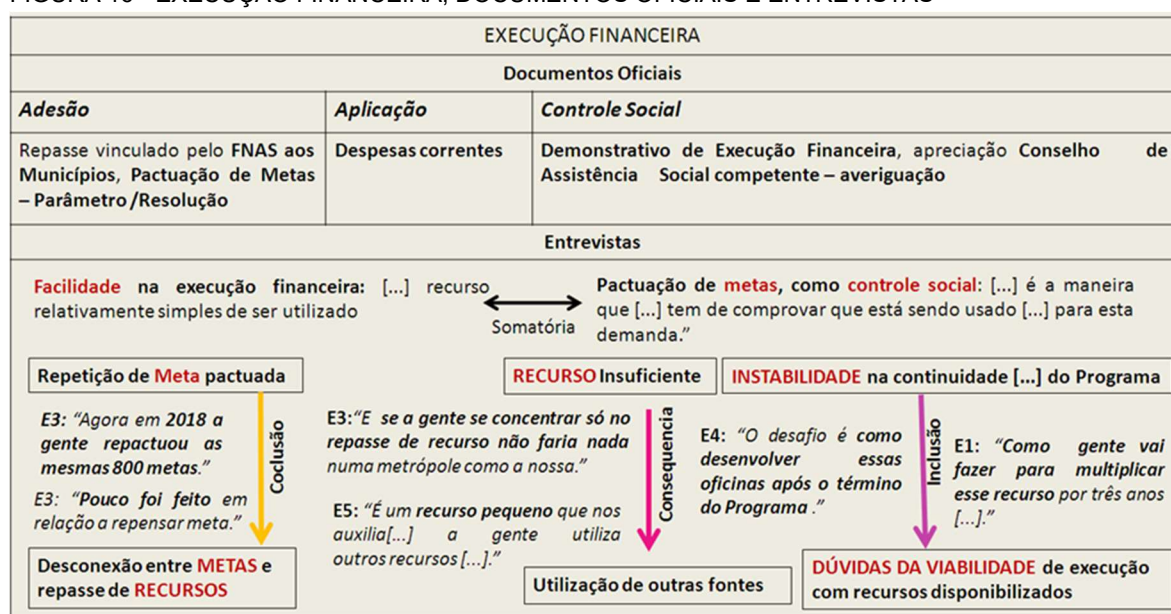 FIGURA 10 - EXECUÇÃO FINANCEIRA, DOCUMENTOS OFICIAIS E ENTREVISTAS
EXECUÇÃO FINANCEIRA
Documentos Oficiais
Adesão
Repasse vinculado pelo FNAS aos
Municípios, Pactuação de Metas
– Parâmetro /Resolução
Aplicação
Despesas correntes
Controle Social
Demonstrativo de Execução Financeira, apreciação Conselho de
Assistência Social competente – averiguação
Entrevistas
Facilidade na execução financeira: [...] recurso
relativamente simples de ser utilizado
Somatória
Pactuação de metas, como controle social: [...] é a maneira
que [...] tem de comprovar que está sendo usado [...] para esta
demanda.”
Repetição de Meta pactuada
E3: “Agora em 2018 a
gente repactuou as
mesmas 800 metas.”
E3: “Pouco foi feito em
relação a repensar meta.”
Coclusão
Desconexão entre METAS e
repasse de RECURSOS
RECURSO Insuficiente
E3:“E se a gente se concentrar só no
repasse de recurso não faria nada
numa metrópole como a nossa.”
E5: “É um recurso pequeno que nos
auxilia[...] a gente utiliza
outros recursos [...].”
Consequencia
Utilização de outras fontes
INSTABILIDADE na continuidade [...] do Programa
E4: “O desafio é como
desenvolver essas
oficinas após o término
do Programa .”
Inclusão
E1: “Como gente vai
fazer para multiplicar
esse recurso por três anos
[...].”
DÚVIDAS DA VIABILIDADE de execução
com recursos disponibilizados